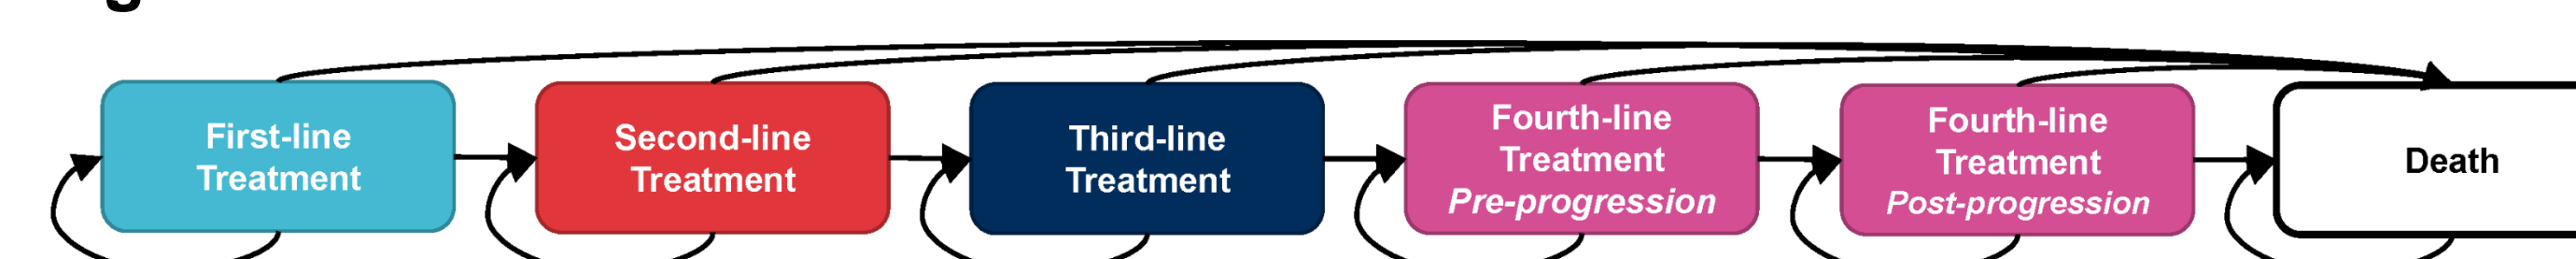 First-line
Treatment
Second-line
Treatment
Third-line
Treatment
Fourth-line
Treatment
Pre-progression
Fourth-line
Treatment
Post-progression
Death